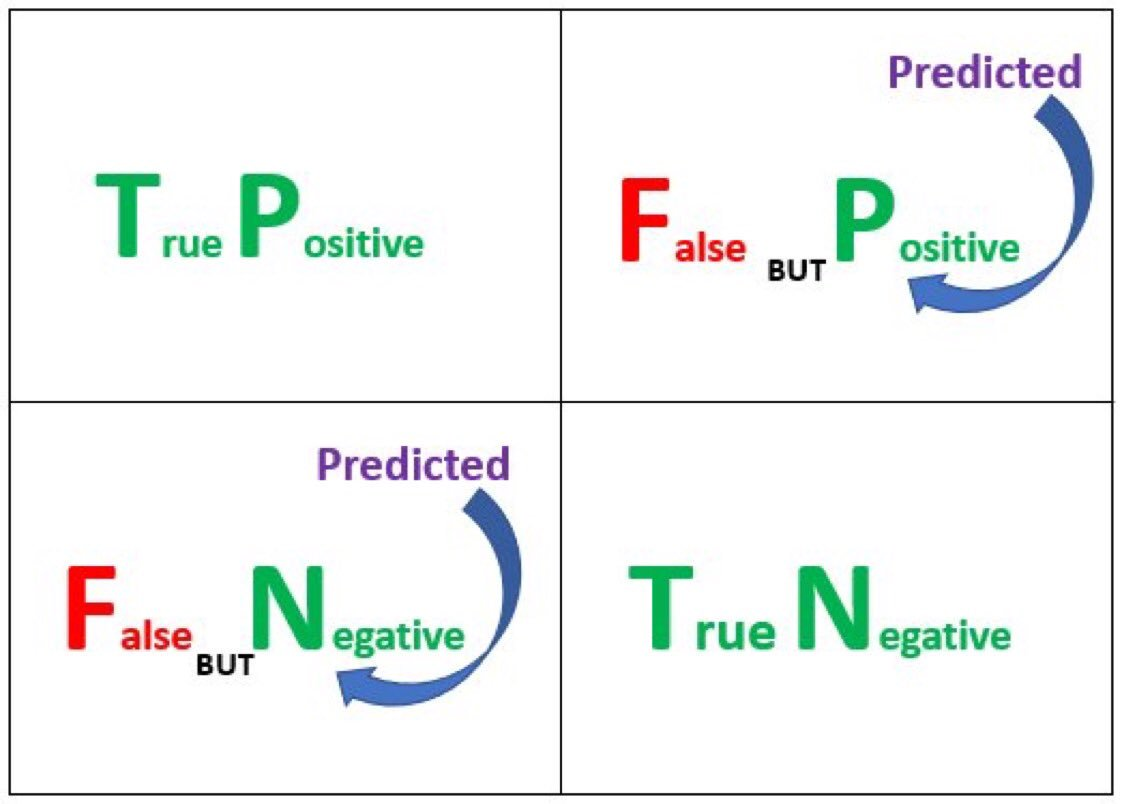 True Positive
Predicted
False BUT Positive
Predicted
False BUT Negative
True Negative